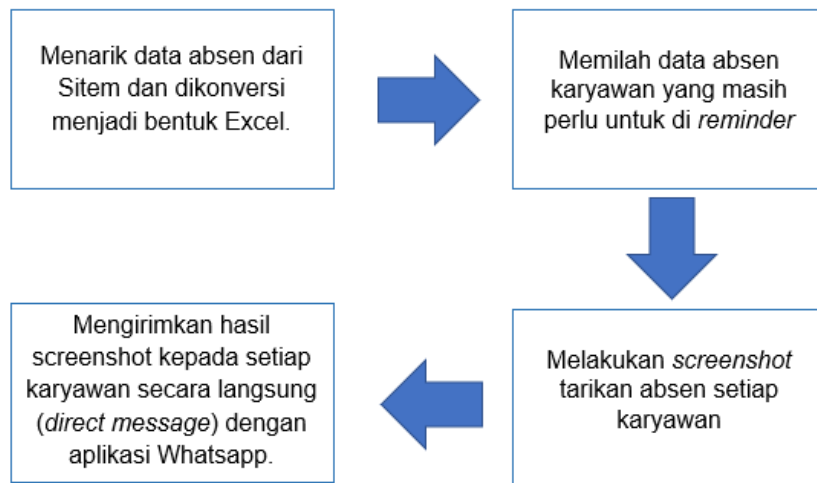 Menarik data absen dari
Sitem dan dikonversi
menjadi bentuk Excel.
Memilah data absen
karyawan yang masih
perlu untuk di reminder
Melakukan screenshot
tarikan absen setiap
karyawan
Mengirimkan hasil
screenshot kepada setiap
karyawan secara langsung
(direct message) dengan
aplikasi Whatsapp.